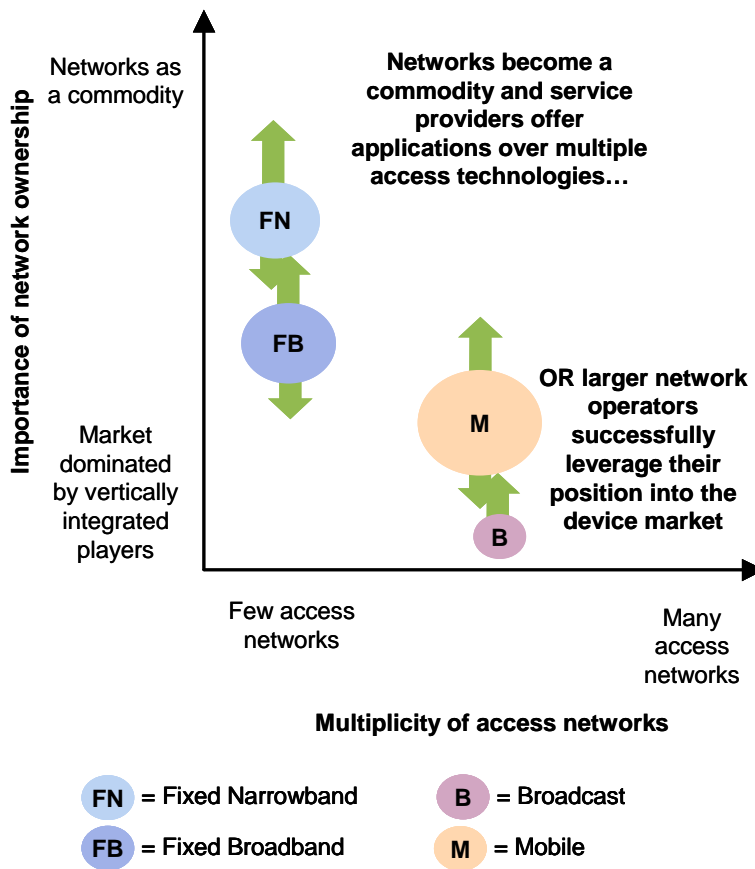 Networks as
a commodity
Networks become a
commodity and service
providers offer
applications over multiple
access technologies…
Importance of network ownership
FN
FB
M
B
OR larger network
operators
successfully
leverage their
position into the
device market
Market
dominated
by vertically
integrated
players
Few access
networks
Many
access
networks
Multiplicity of access networks
FN = Fixed Narrowband
B = Broadcast
FB = Fixed Broadband
M = Mobile